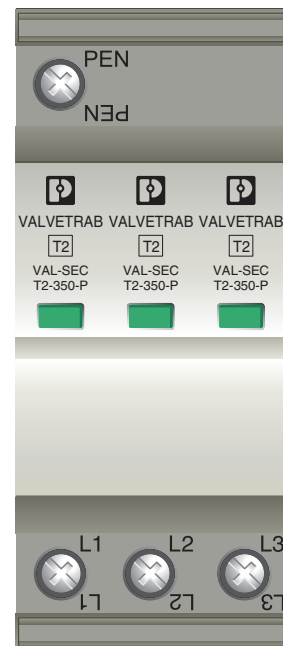 PEN
PEN
VALVETRAB VALVETRAB VALVETRAB
T2 T2 T2
VAL-SEC VAL-SEC VAL-SEC
T2-350-P T2-350-P T2-350-P
L1 L2 L3
L1 L2 L3